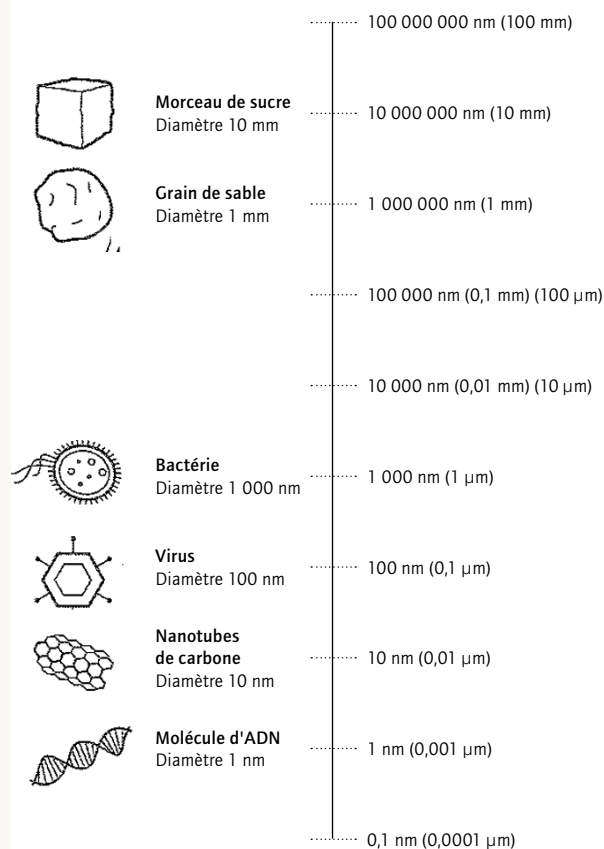 100 000 000 nm (100 mm)
Morceau de sucre
Diamètre 10 mm
10 000 000 nm (10 mm)
Grain de sable
Diamètre 1 mm
1 000 000 nm (1 mm)
100 000 nm (0,1 mm) (100 µm)
10 000 nm (0,01 mm) (10 µm)
Bactérie
Diamètre 1 000 nm
1 000 nm (1 µm)
Virus
Diamètre 100 nm
100 nm (0,1 µm)
Nanotubes
de carbone
Diamètre 10 nm
10 nm (0,01 µm)
Molécule d'ADN
Diamètre 1 nm
1 nm (0,001 µm)
0,1 nm (0,0001 µm)